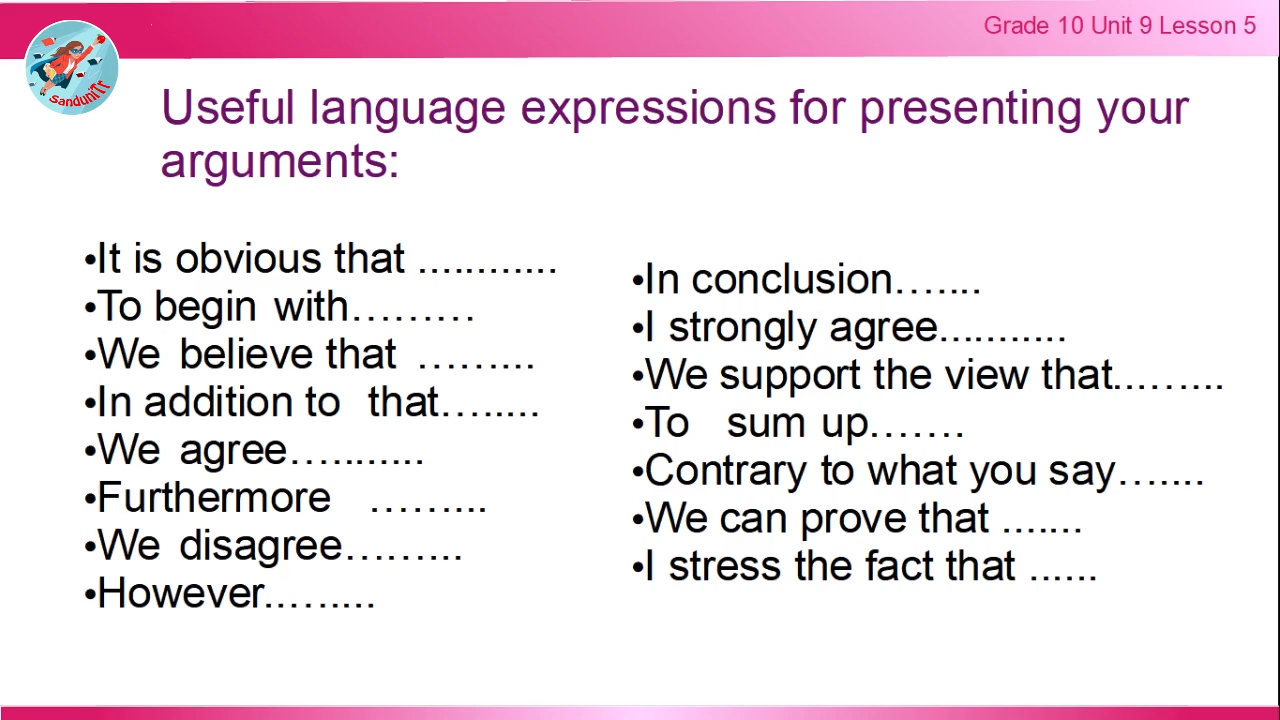 Grade 10 Unit 9 Lesson 5
SanduniTr
Useful language expressions for presenting your
arguments:
•It is obvious that ............
•To begin with………
•We believe that ……....
•In addition to that…......
•We agree….........
•Furthermore ……....
•We disagree……...
•However..…......
•In conclusion…....
•I strongly agree...........
•We support the view that..……...
•To sum up…….
•Contrary to what you say…....
•We can prove that .......
•I stress the fact that ......